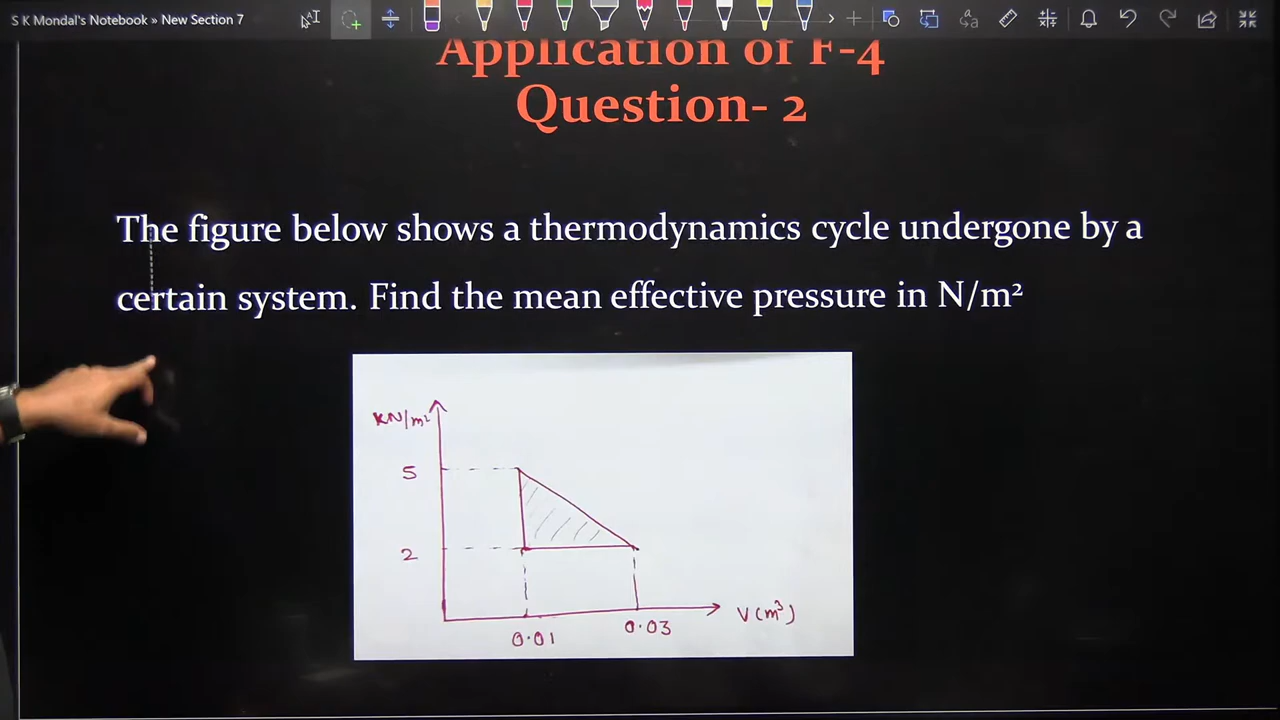 S K Mondal's Notebook » New Section 7
Application of F-4
Question- 2
The figure below shows a thermodynamics cycle undergone by a
certain system. Find the mean effective pressure in N/m²
KN/m²
5
2
V(m³)
0.01
0.03